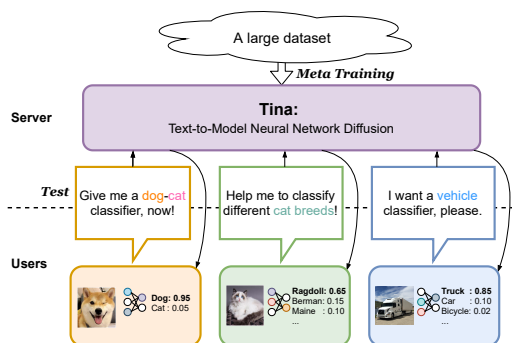 A large dataset
Meta Training
Tina:
Text-to-Model Neural Network Diffusion
Server
Test
Give me a dog-cat
classifier, now!
Help me to classify
different cat breeds!
I want a vehicle
classifier, please.
Users
Dog: 0.95
Cat : 0.05
Ragdoll: 0.65
Berman: 0.15
Maine : 0.10
...
Truck : 0.85
Car : 0.10
Bicycle: 0.02
...